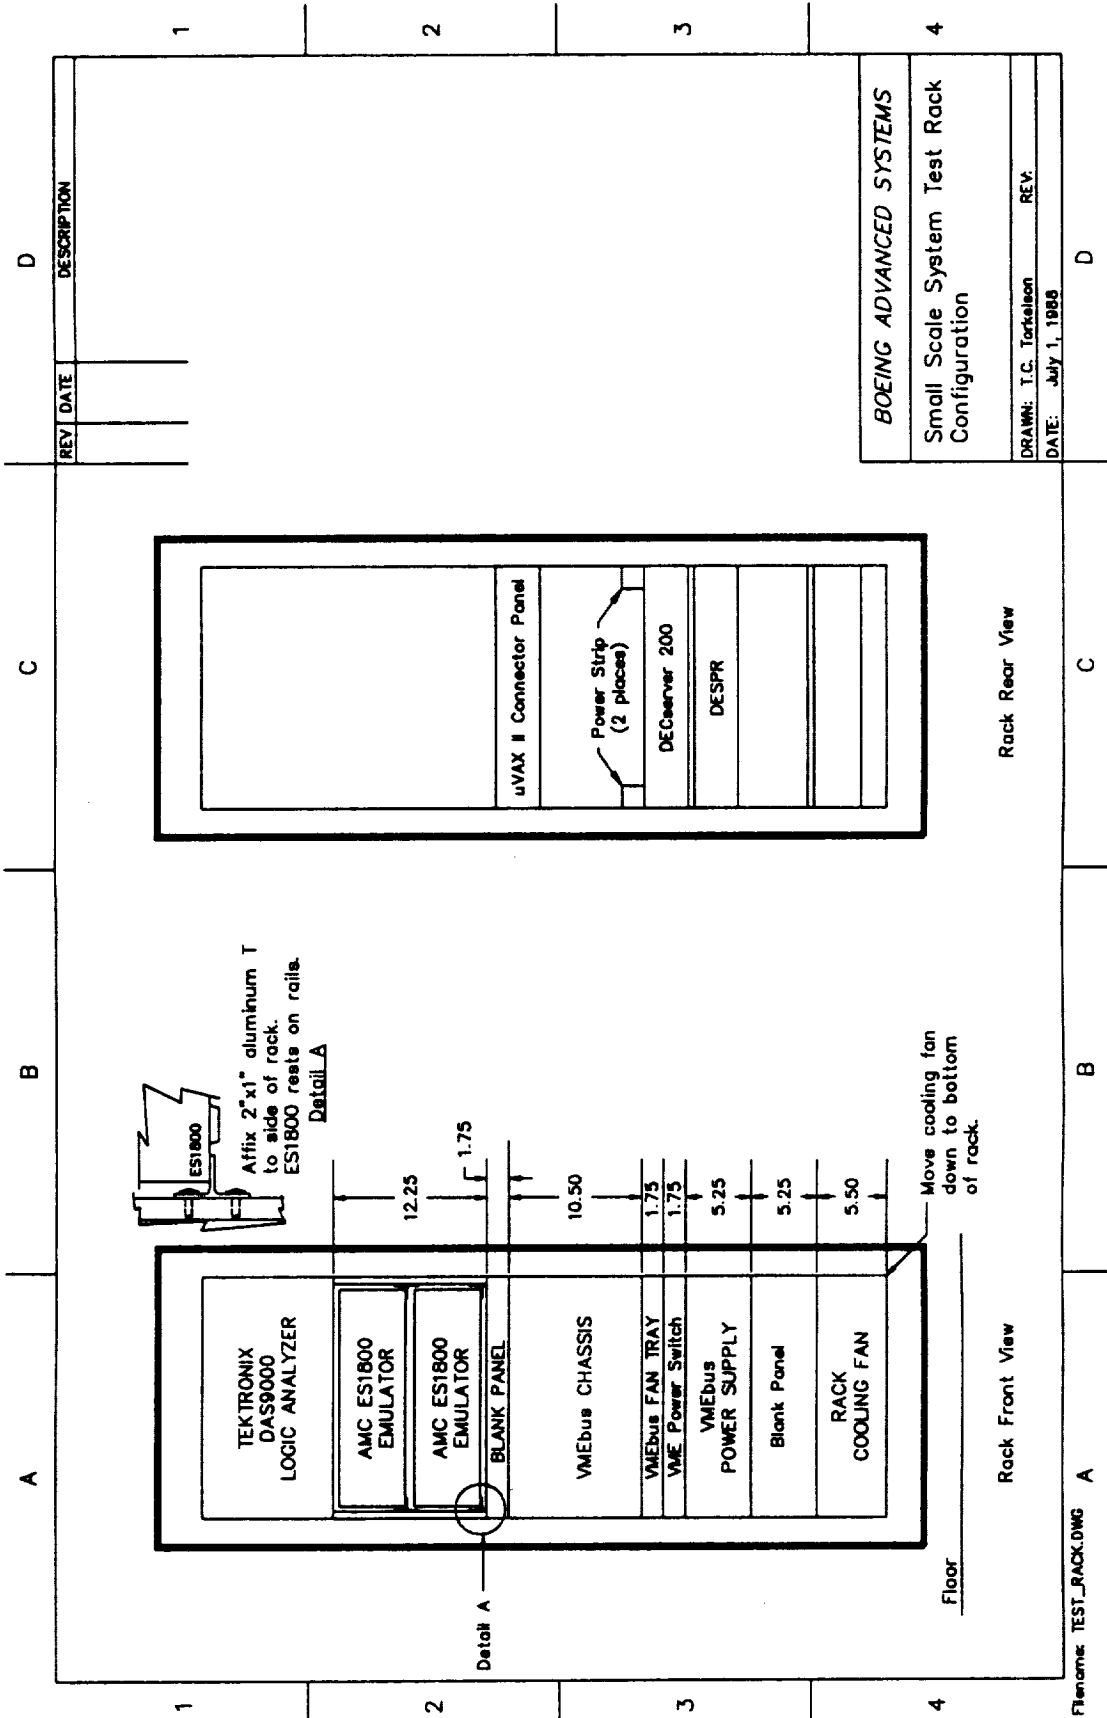 A
B
C
D
1
2
3
4
REV
DATE
DESCRIPTION
ES1800
Affix 2"x1" aluminum T
to side of rack.
ES1800 rests on rails.
Detail A
TEKTRONIX
DAS9000
LOGIC ANALYZER
AMC ES1800
EMULATOR
AMC ES1800
EMULATOR
BLANK PANEL
VMEbus CHASSIS
VMEbus FAN TRAY
VME Power Switch
VMEbus
POWER SUPPLY
Blank Panel
RACK
COOLING FAN
Detail A
12.25
1.75
10.50
1.75
1.75
5.25
5.25
5.50
Move cooling fan
down to bottom
of rack.
Floor
Rack Front View
uVAX II Connector Panel
Power Strip
(2 places)
DECserver 200
DESPR
Rack Rear View
BOEING ADVANCED SYSTEMS
Small Scale System Test Rack
Configuration
DRAWN: T.C. Torkelson
REV:
DATE: July 1, 1988
1
2
3
4
Filename: TEST_RACK.DWG
A
B
C
D